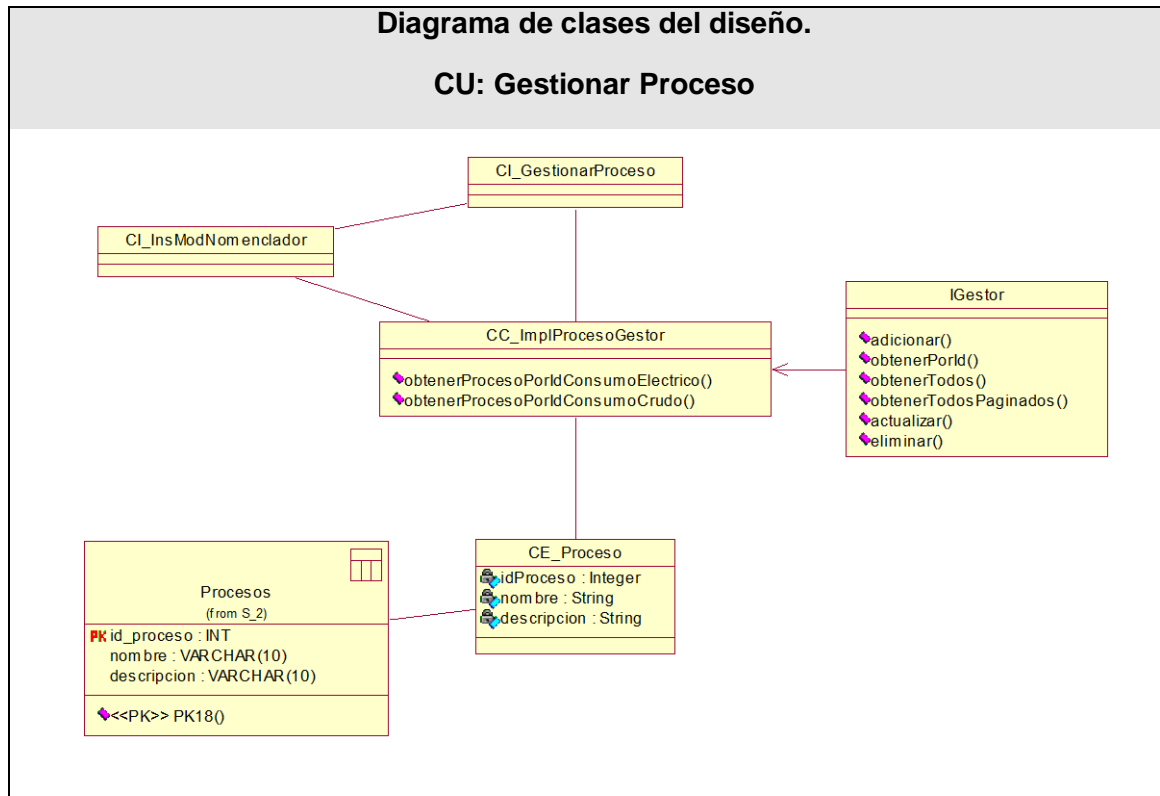 Diagrama de clases del diseño.
CU: Gestionar Proceso
CI_GestionarProceso
CI_InsModNomenclador
IGestor
adicionar()
obtenerPorId()
obtenerTodos()
obtenerTodosPaginados()
actualizar()
eliminar()
CC_ImplProcesoGestor
obtenerProcesoPorIdConsumoElectrico()
obtenerProcesoPorIdConsumoCrudo()
CE_Proceso
idProceso : Integer
nombre : String
descripcion : String
Procesos
(from S_2)
PK id_proceso : INT
nombre : VARCHAR(10)
descripcion : VARCHAR(10)
<<PK>> PK18()